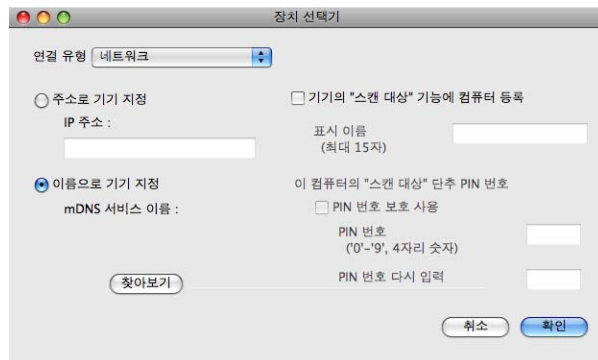 장치 선택기
연결 유형 네트워크
주소로 기기 지정
IP 주소 :
이름으로 기기 지정
mDNS 서비스 이름 :
찾아보기
기기의 "스캔 대상" 기능에 컴퓨터 등록
표시 이름
(최대 15자)
이 컴퓨터의 "스캔 대상" 단추 PIN 번호
PIN 번호 보호 사용
PIN 번호
('0'-'9', 4자리 숫자)
PIN 번호 다시 입력
취소 확인